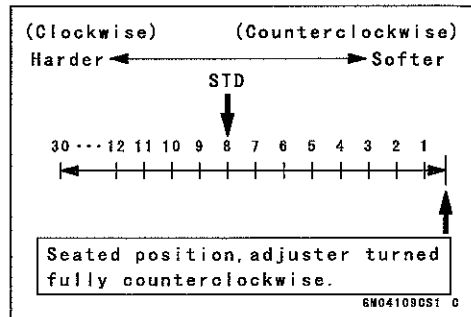 (Clockwise) (Counterclockwise)
Harder Softer
STD
30 ··· 12 11 10 9 8 7 6 5 4 3 2 1
Seated position, adjuster turned
fully counterclockwise.
GM04109CS1 C